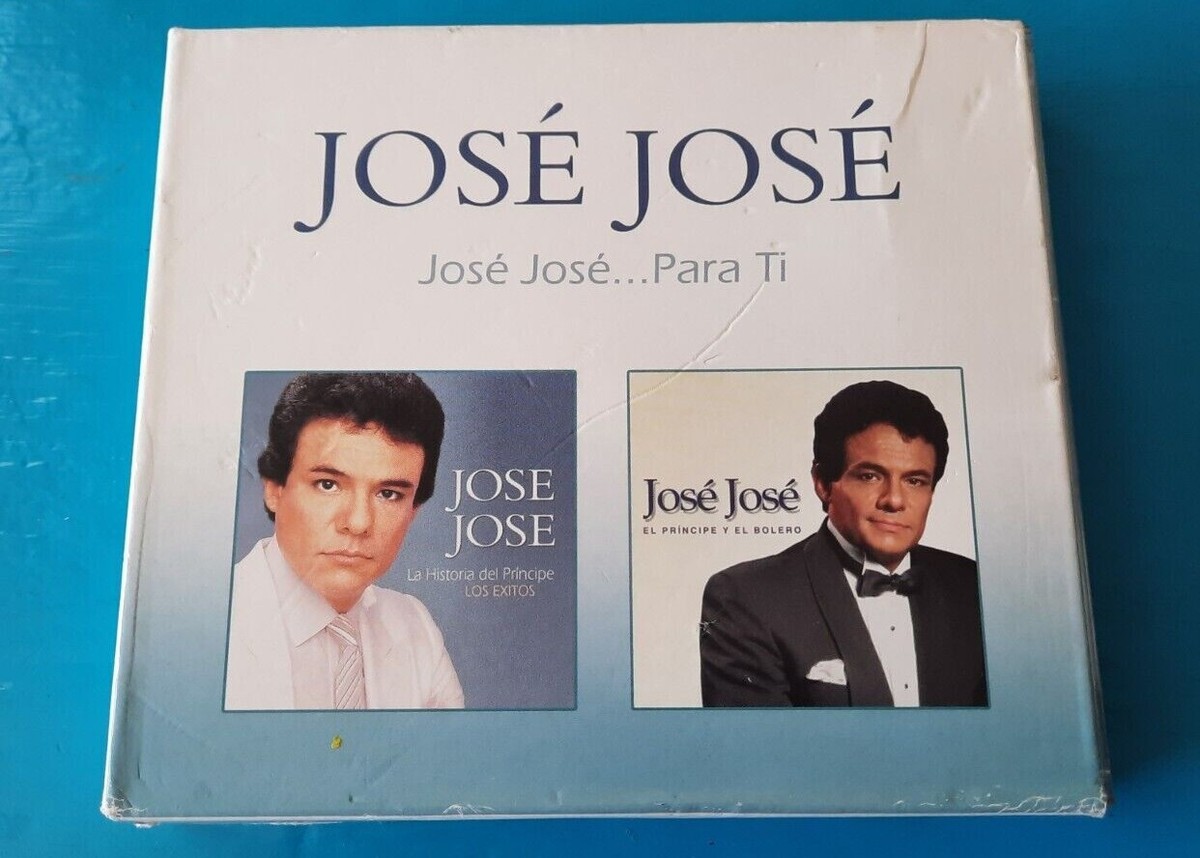 JOSÉ JOSÉ
José José...Para Ti
JOSE
JOSE
La Historia del Príncipe
LOS EXITOS
José José
EL PRÍNCIPE Y EL BOLERO